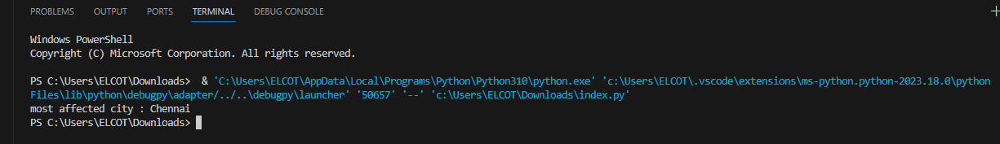 PROBLEMS OUTPUT PORTS TERMINAL DEBUG CONSOLE
Windows PowerShell
Copyright (C) Microsoft Corporation. All rights reserved.
PS C:\Users\ELCOT\Downloads>  & 'C:\Users\ELCOT\AppData\Local\Programs\Python\Python310\python.exe' 'c:\Users\ELCOT\.vscode\extensions\ms-python.python-2023.18.0\python
Files\lib\python\debugpy\adapter/../..\debugpy\launcher' '50657' '--' 'c:\Users\ELCOT\Downloads\index.py'
most affected city : Chennai
PS C:\Users\ELCOT\Downloads>